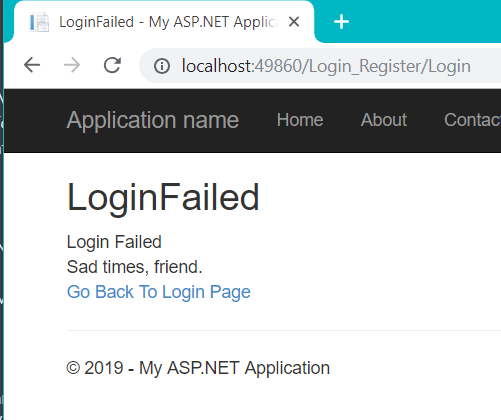 LoginFailed - My ASP.NET Applic
localhost:49860/Login_Register/Login
Application name Home About Contac
LoginFailed
Login Failed
Sad times, friend.
Go Back To Login Page
© 2019 - My ASP.NET Application